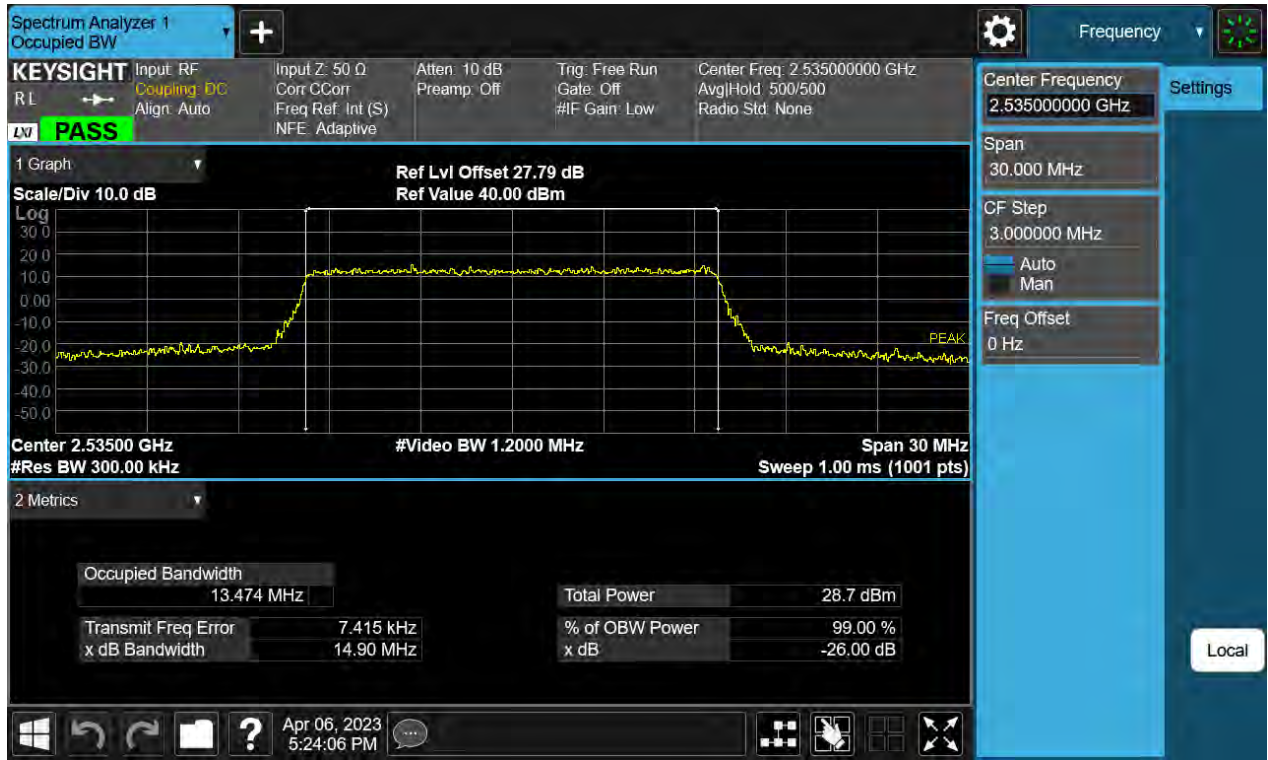 Spectrum Analyzer 1
Occupied BW
Frequency
KEYSIGHT
RL
LXI
PASS
Input: RF
Coupling: DC
Align: Auto
Input Z: 50 Ω
Corr CCorr
Freq Ref: Int (S)
NFE: Adaptive
Atten: 10 dB
Preamp: Off
Trig: Free Run
Gate: Off
#IF Gain: Low
Center Freq: 2.535000000 GHz
Avg|Hold: 500/500
Radio Std: None
Center Frequency
2.535000000 GHz
Settings
Span
30.000 MHz
CF Step
3.000000 MHz
Auto
Man
Freq Offset
0 Hz
1 Graph
Scale/Div 10.0 dB
Ref Lvl Offset 27.79 dB
Ref Value 40.00 dBm
Log
30.0
20.0
10.0
0.00
-10.0
-20.0
-30.0
-40.0
-50.0
PEAK
Center 2.53500 GHz
#Video BW 1.2000 MHz
Span 30 MHz
#Res BW 300.00 kHz
Sweep 1.00 ms (1001 pts)
2 Metrics
Occupied Bandwidth
13.474 MHz
Total Power 28.7 dBm
Transmit Freq Error 7.415 kHz
% of OBW Power 99.00 %
x dB Bandwidth 14.90 MHz
x dB -26.00 dB
Local
?
Apr 06, 2023
5:24:06 PM